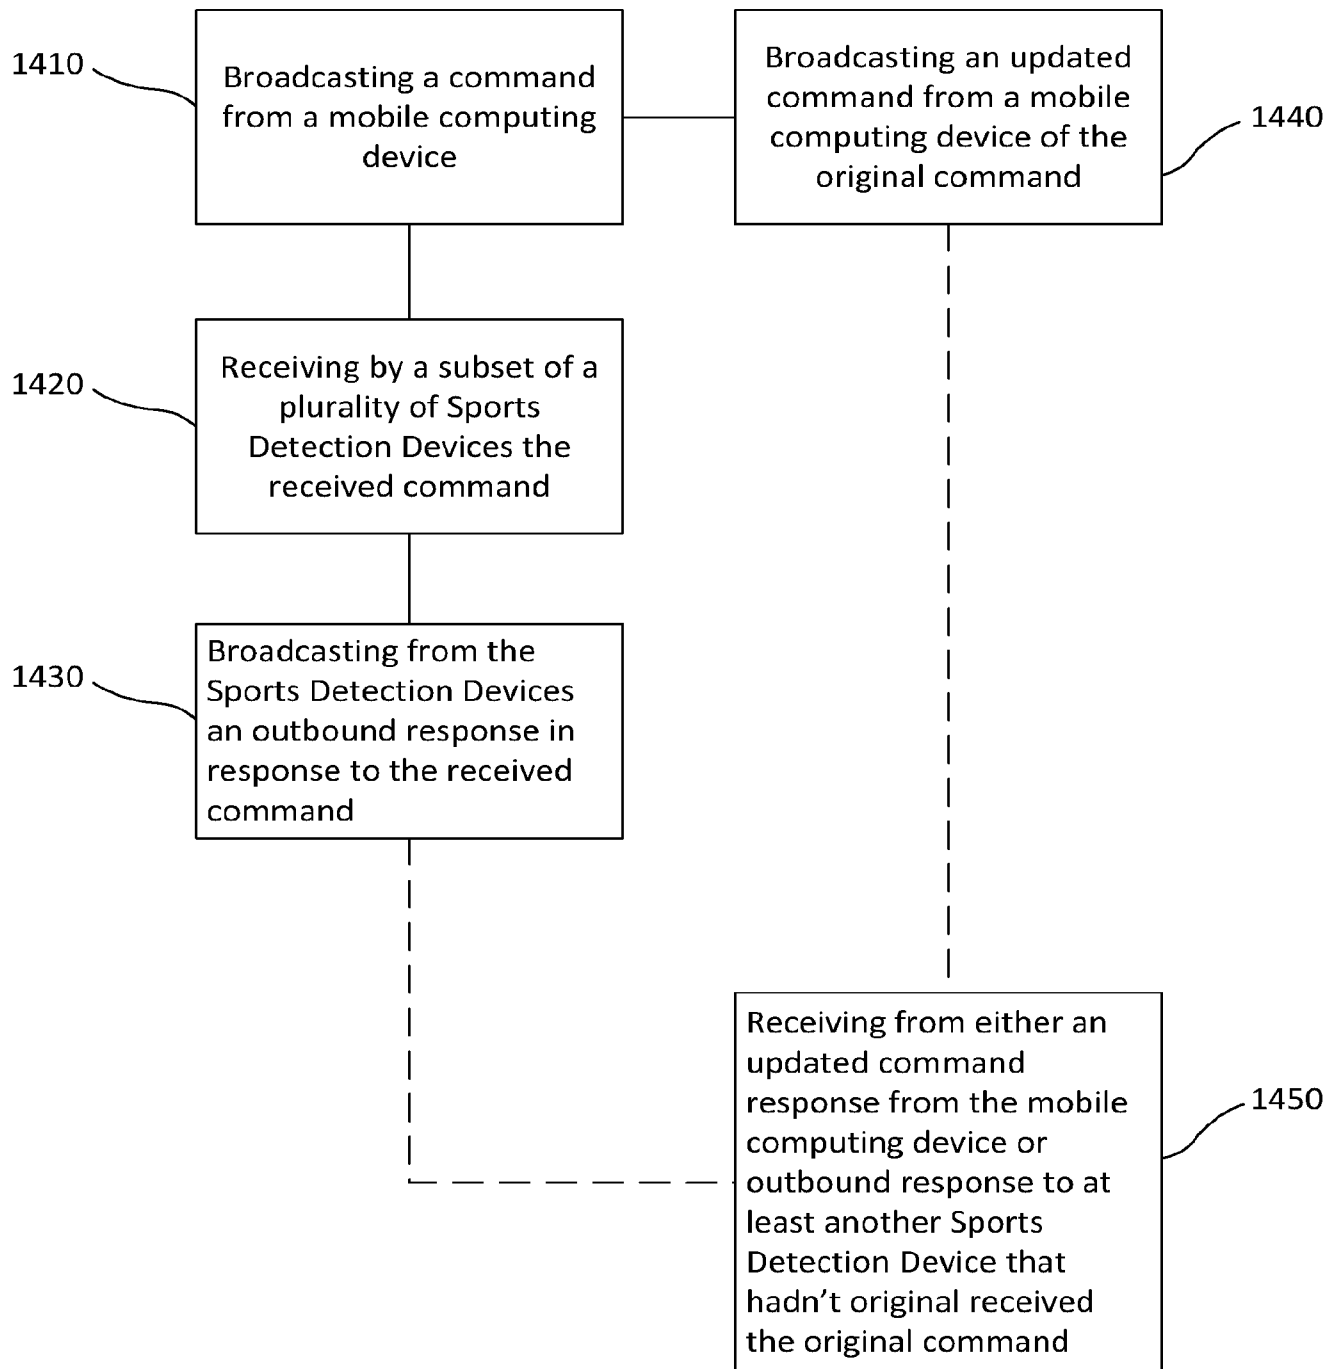 1410
Broadcasting a command
from a mobile computing
device
Broadcasting an updated
command from a mobile
computing device of the
original command
1440
1420
Receiving by a subset of a
plurality of Sports
Detection Devices the
received command
1430
Broadcasting from the
Sports Detection Devices
an outbound response in
response to the received
command
Receiving from either an
updated command
response from the mobile
computing device or
outbound response to at
least another Sports
Detection Device that
hadn’t original received
the original command
1450